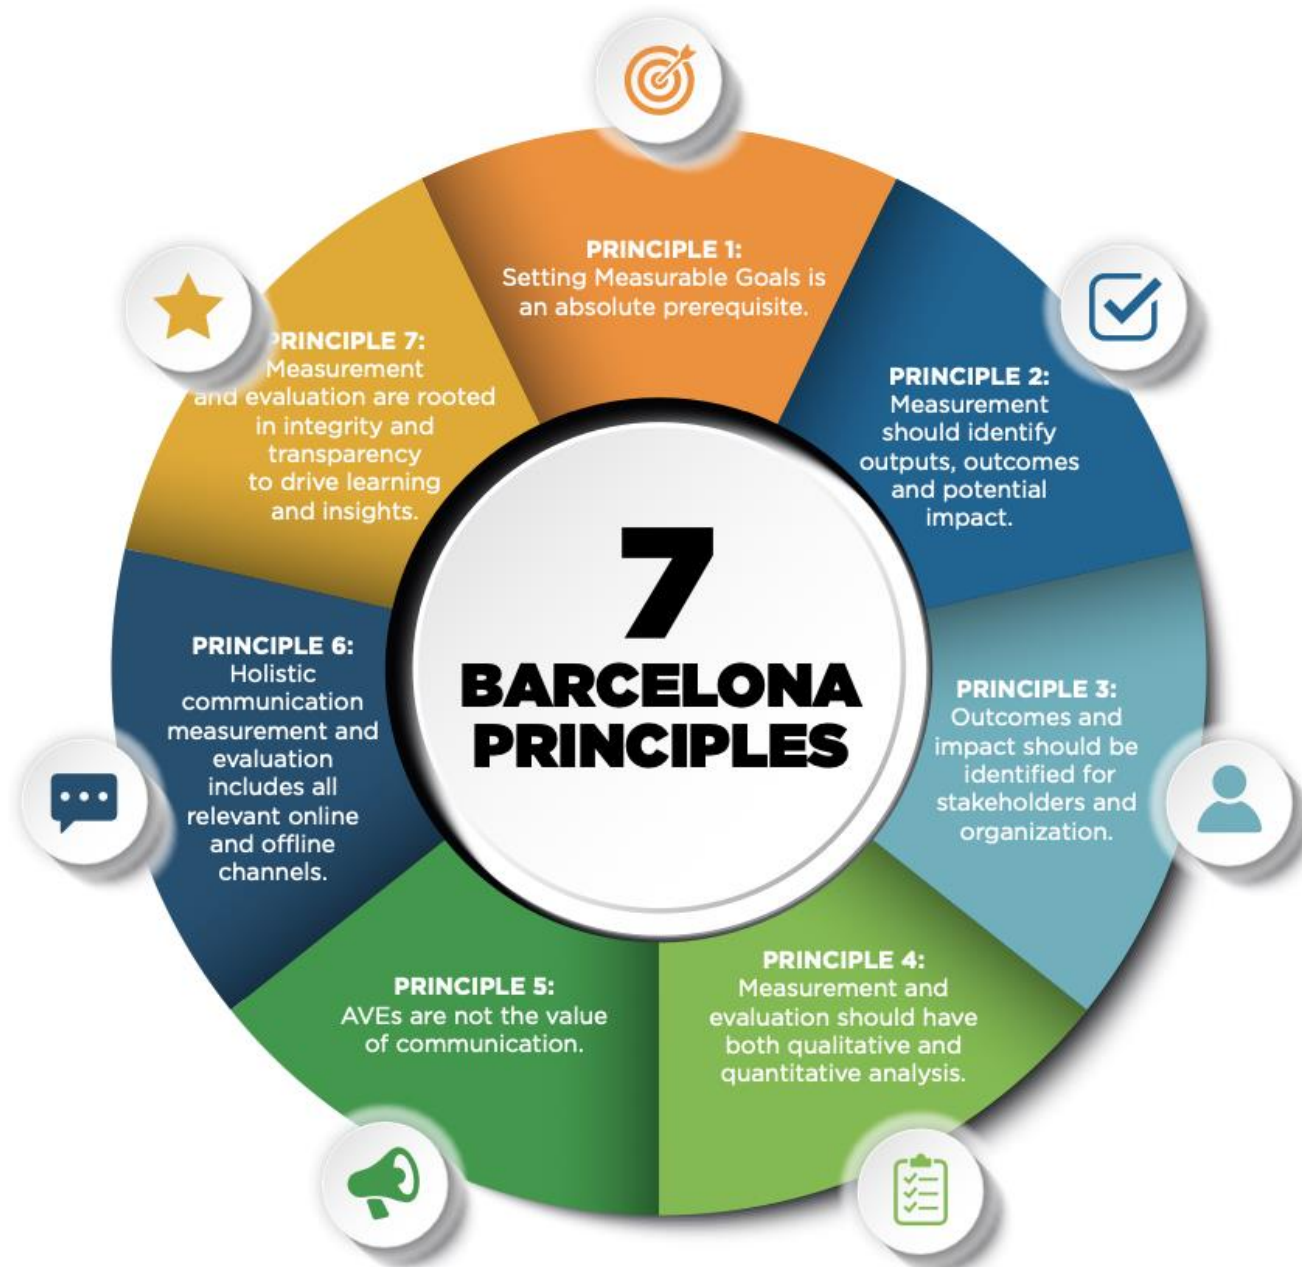 7
BARCELONA
PRINCIPLES
PRINCIPLE 1:
Setting Measurable Goals is
an absolute prerequisite.
PRINCIPLE 2:
Measurement
should identify
outputs, outcomes
and potential
impact.
PRINCIPLE 3:
Outcomes and
impact should be
identified for
stakeholders and
organization.
PRINCIPLE 4:
Measurement and
evaluation should have
both qualitative and
quantitative analysis.
PRINCIPLE 5:
AVEs are not the value
of communication.
PRINCIPLE 6:
Holistic
communication
measurement and
evaluation
includes all
relevant online
and offline
channels.
PRINCIPLE 7:
Measurement
and evaluation are rooted
in integrity and
transparency
to drive learning
and insights.